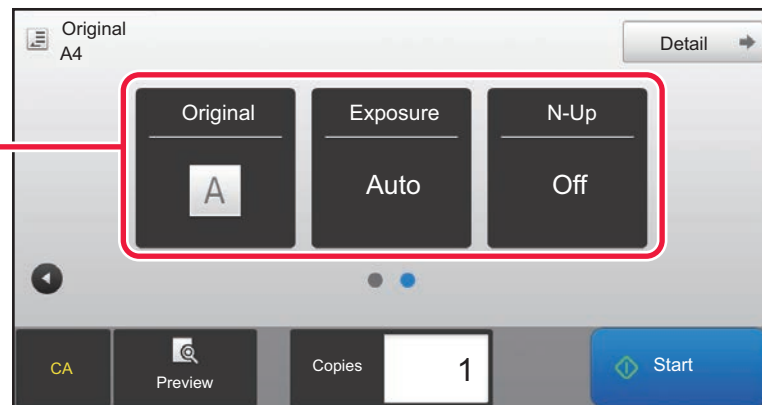 Original
A4
Detail
Original
Exposure
N-Up
A
Auto
Off
CA
Preview
Copies
1
Start